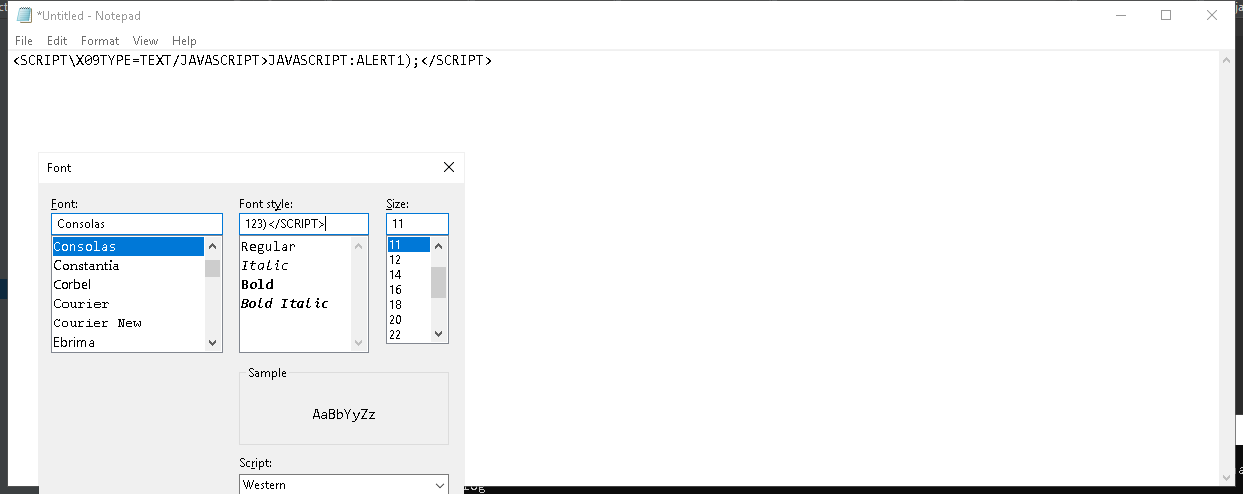 *Untitled - Notepad
File Edit Format View Help
<SCRIPT\X09TYPE=TEXT/JAVASCRIPT>JAVASCRIPT:ALERT1);</SCRIPT>
Font
Font: Font style: Size:
Consolas 123)</SCRIPT> 11
Consolas Regular 11
Constantia Italic 12
Corbel Bold 14
Courier Bold Italic 16
Courier New 18
Ebrima 20
22
Sample
AaBbYyZz
Script:
Western